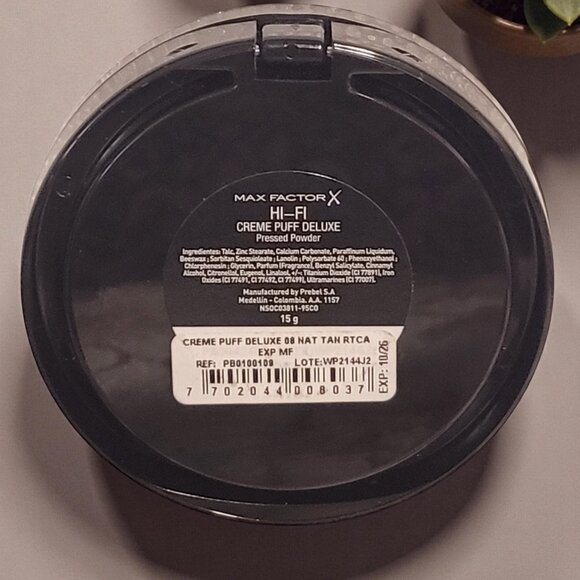 MAX FACTOR X
HI-FI
CREME PUFF DELUXE
Pressed Powder
Ingredientes: Talc, Zinc Stearate, Calcium Carbonate, Paraffinum Liquidum,
Beeswax ; Sorbitan Sesquioleate ; Lanolin ; Polysorbate 60 ; Phenoxyethanol ;
Chlorphenesin ; Glycerin, Parfum (Fragrance), Benzyl Salicylate, Cinnamyl
Alcohol, Citronellol, Eugenol, Linalool, +/- Titanium Dioxide (CI 77891), Iron
Oxides (CI 77491, CI 77492, CI 77499), Ultramarines (CI 77007).
Manufactured by Prebel S.A
Medellín - Colombia. A.A. 1157
NSOC03811-95CO
15 g
CREME PUFF DELUXE 08 NAT TAN RTCA
EXP MF
REF: PB0100109 LOTE:WP2144J2
EXP: 10/26
7 702044 008037